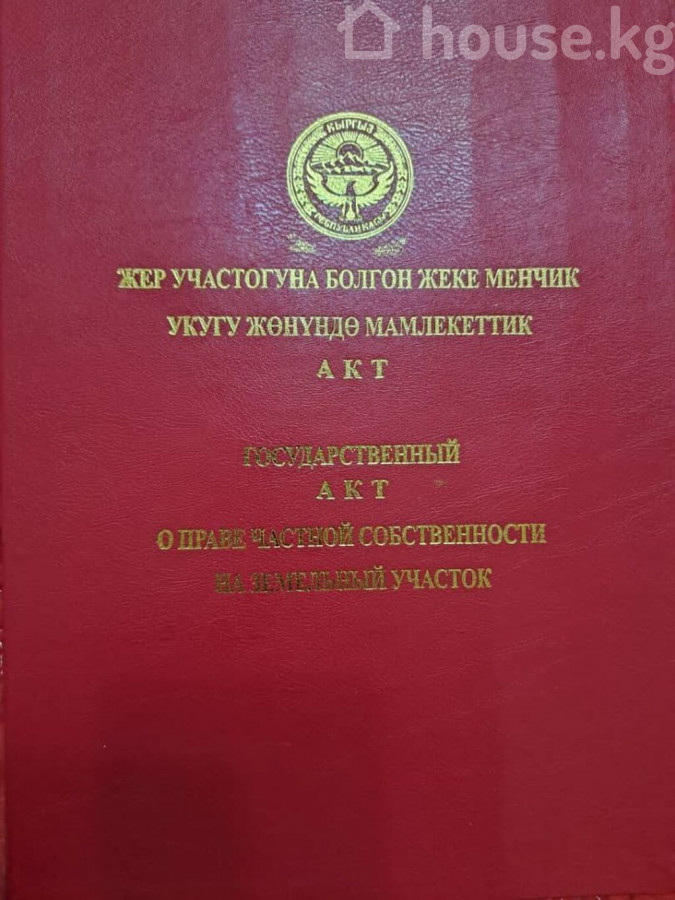 house.kg
КЫРГЫЗ
РЕСПУБЛИКАСЫ
ЖЕР УЧАСТОГУНА БОЛГОН ЖЕКЕ МЕНЧИК
УКУГУ ЖӨНҮНДӨ МАМЛЕКЕТТИК
АКТ
ГОСУДАРСТВЕННЫЙ
АКТ
О ПРАВЕ ЧАСТНОЙ СОБСТВЕННОСТИ
НА ЗЕМЕЛЬНЫЙ УЧАСТОК